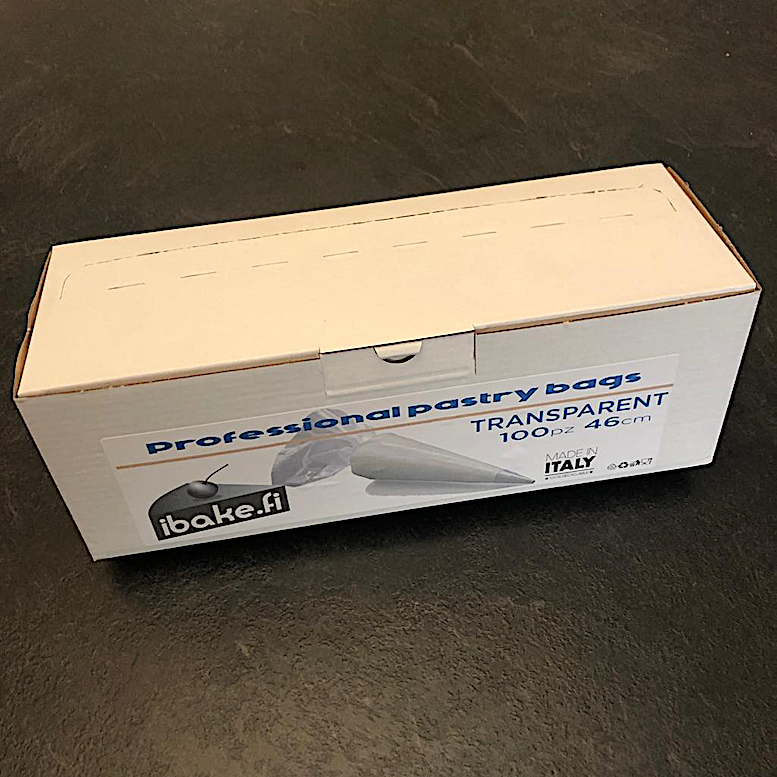 Professional pastry bags
TRANSPARENT
100pz 46cm
MADE IN
ITALY
ibake.fi